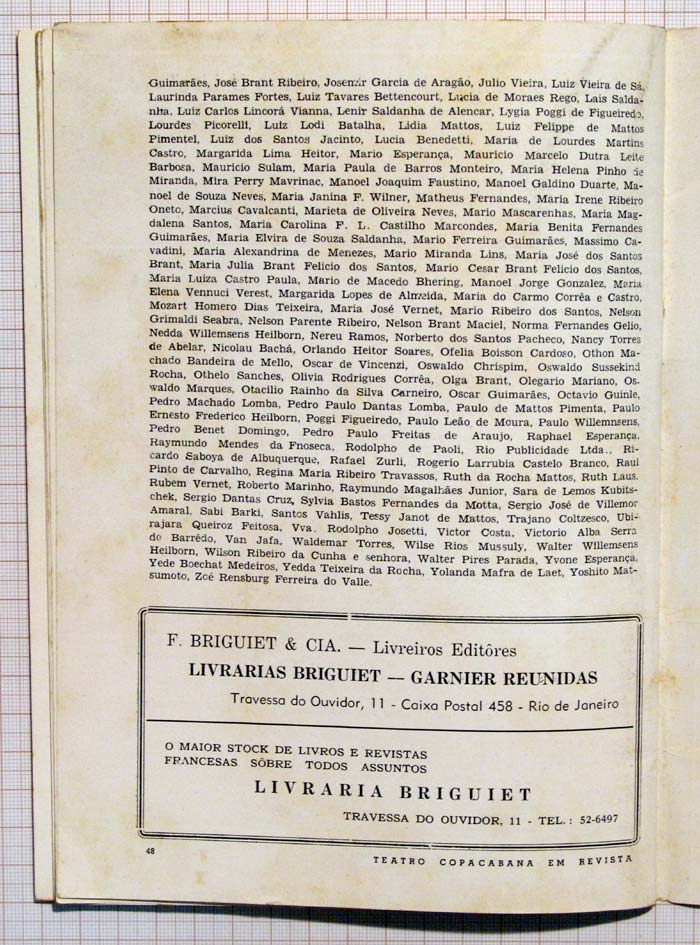 Guimarães, José Brant Ribeiro, Josemir Garcia de Aragão, Julio Vieira, Luiz Vieira de Sá,
Laurinda Parames Fortes, Luiz Tavares Bettencourt, Lucia de Moraes Rego, Lais Salda-
nha, Luiz Carlos Lincorá Vianna, Lenir Saldanha de Alencar, Lygia Poggi de Figueiredo,
Lourdes Picorelli, Luiz Lodi Batalha, Lidia Mattos, Luiz Felippe de Mattos
Pimentel, Luiz dos Santos Jacinto, Lucia Benedetti, Maria de Lourdes Martins
Castro, Margarida Lima Heitor, Mario Esperança, Mauricio Marcelo Dutra Leite
Barbosa, Mauricio Sulam, Maria Paula de Barros Monteiro, Maria Helena Pinho de
Miranda, Mira Perry Mavrinac, Manoel Joaquim Faustino, Manoel Galdino Duarte, Ma-
noel de Souza Neves, Maria Janina F. Wilner, Matheus Fernandes, Maria Irene Ribeiro
Oneto, Marcius Cavalcanti, Marieta de Oliveira Neves, Mario Mascarenhas, Maria Mag-
dalena Santos, Maria Carolina F. L. Castilho Marcondes, Maria Benita Fernandes
Guimarães, Maria Elvira de Souza Saldanha, Mario Ferreira Guimarães, Massimo Ca-
vadini, Maria Alexandrina de Menezes, Mario Miranda Lins, Maria José dos Santos
Brant, Maria Julia Brant Felicio dos Santos, Mario Cesar Brant Felicio dos Santos,
Maria Luiza Castro Paula, Mario de Macedo Bhering, Manoel Jorge Gonzalez, Maria
Elena Vennuci Verest, Margarida Lopes de Almeida, Maria do Carmo Corrêa e Castro,
Mozart Homero Dias Teixeira, Maria José Vernet, Mario Ribeiro dos Santos, Nelson
Grimaldi Seabra, Nelson Parente Ribeiro, Nelson Brant Maciel, Norma Fernandes Gelio,
Nedda Willemsens Heilborn, Nereu Ramos, Norberto dos Santos Pacheco, Nancy Torres
de Abelar, Nicolau Bachá, Orlando Heitor Soares, Ofelia Boisson Cardoso, Othon Ma-
chado Bandeira de Mello, Oscar de Vincenzi, Oswaldo Chrispim, Oswaldo Sussekind
Rocha, Othelo Sanches, Olivia Rodrigues Corrêa, Olga Brant, Olegario Mariano, Os-
waldo Marques, Otacilio Rainho da Silva Carneiro, Oscar Guimarães, Octavio Guinle,
Pedro Machado Lomba, Pedro Paulo Dantas Lomba, Paulo de Mattos Pimenta, Paulo
Ernesto Frederico Heilborn, Poggi Figueiredo, Paulo Leão de Moura, Paulo Willemnsens,
Pedro Benet Domingo, Pedro Paulo Freitas de Araujo, Raphael Esperança,
Raymundo Mendes da Fnoseca, Rodolpho de Paoli, Rio Publicidade Ltda., Ri-
cardo Saboya de Albuquerque, Rafael Zurli, Rogerio Larrubia Castelo Branco, Raul
Pinto de Carvalho, Regina Maria Ribeiro Travassos, Ruth da Rocha Mattos, Ruth Laus.
Rubem Vernet, Roberto Marinho, Raymundo Magalhães Junior, Sara de Lemos Kubits-
chek, Sergio Dantas Cruz, Sylvia Bastos Fernandes da Motta, Sergio José de Villemor
Amaral, Sabi Barki, Santos Vahlis, Tessy Janot de Mattos, Trajano Coltzesco, Ubi-
rajara Queiroz Feitosa, Vva. Rodolpho Josetti, Victor Costa, Victorio Alba Serra
do Barrêdo, Van Jafa, Waldemar Torres, Wilse Rios Mussuly, Walter Willemsens
Heilborn, Wilson Ribeiro da Cunha e senhora, Walter Pires Parada, Yvone Esperança,
Yede Boechat Medeiros, Yedda Teixeira da Rocha, Yolanda Mafra de Laet, Yoshito Mat-
sumoto, Zoé Rensburg Ferreira do Valle.
F. BRIGUIET & CIA. — Livreiros Editôres
LIVRARIAS BRIGUIET — GARNIER REUNIDAS
Travessa do Ouvidor, 11 - Caixa Postal 458 - Rio de Janeiro
O MAIOR STOCK DE LIVROS E REVISTAS
FRANCESAS SÔBRE TODOS ASSUNTOS
LIVRARIA BRIGUIET
TRAVESSA DO OUVIDOR, 11 - TEL.: 52-6497
48
TEATRO COPACABANA EM REVISTA